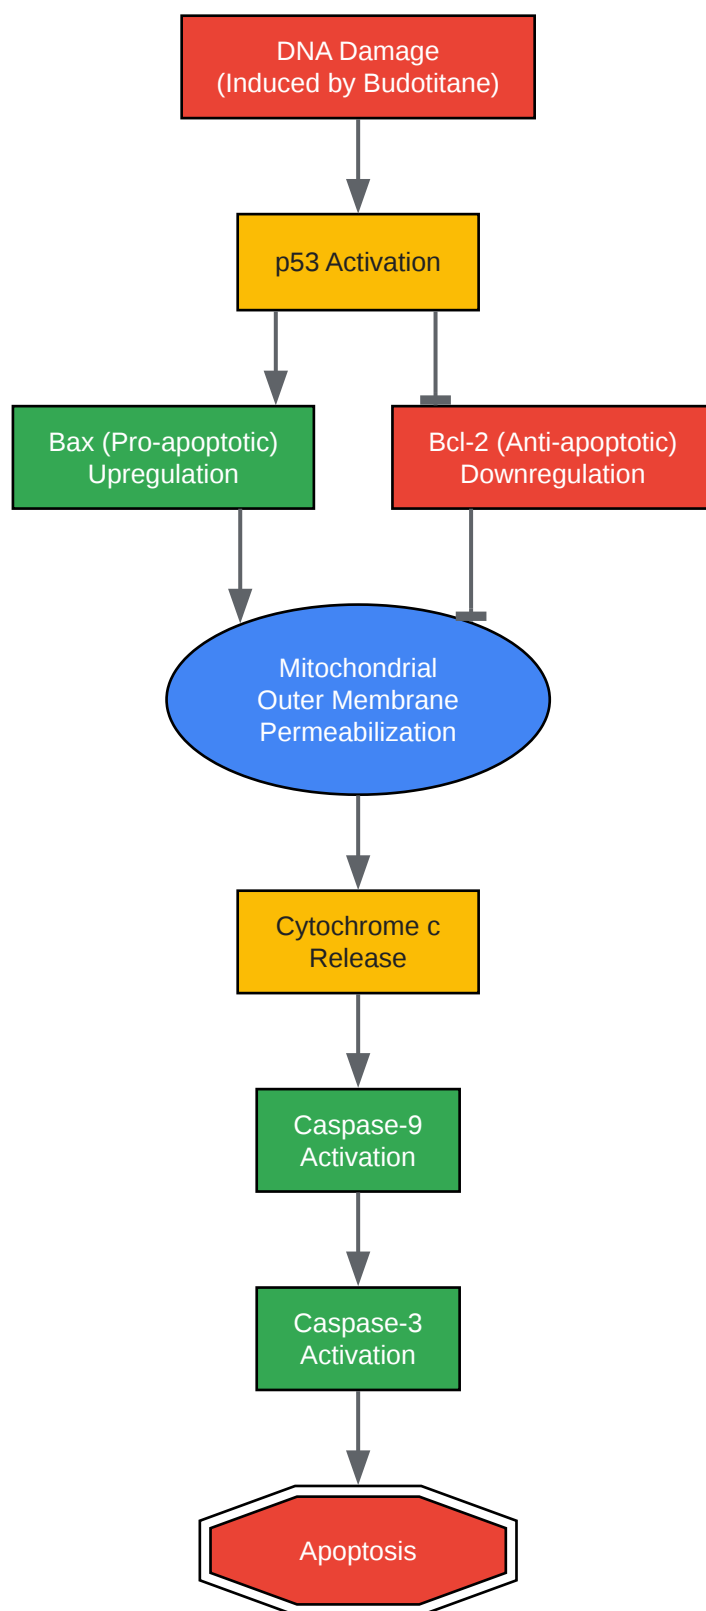 DNA Damage
(Induced by Budotitane)
p53 Activation
Bax (Pro-apoptotic)
Upregulation
Bcl-2 (Anti-apoptotic)
Downregulation
Mitochondrial
Outer Membrane
Permeabilization
Cytochrome c
Release
Caspase-9
Activation
Caspase-3
Activation
Apoptosis